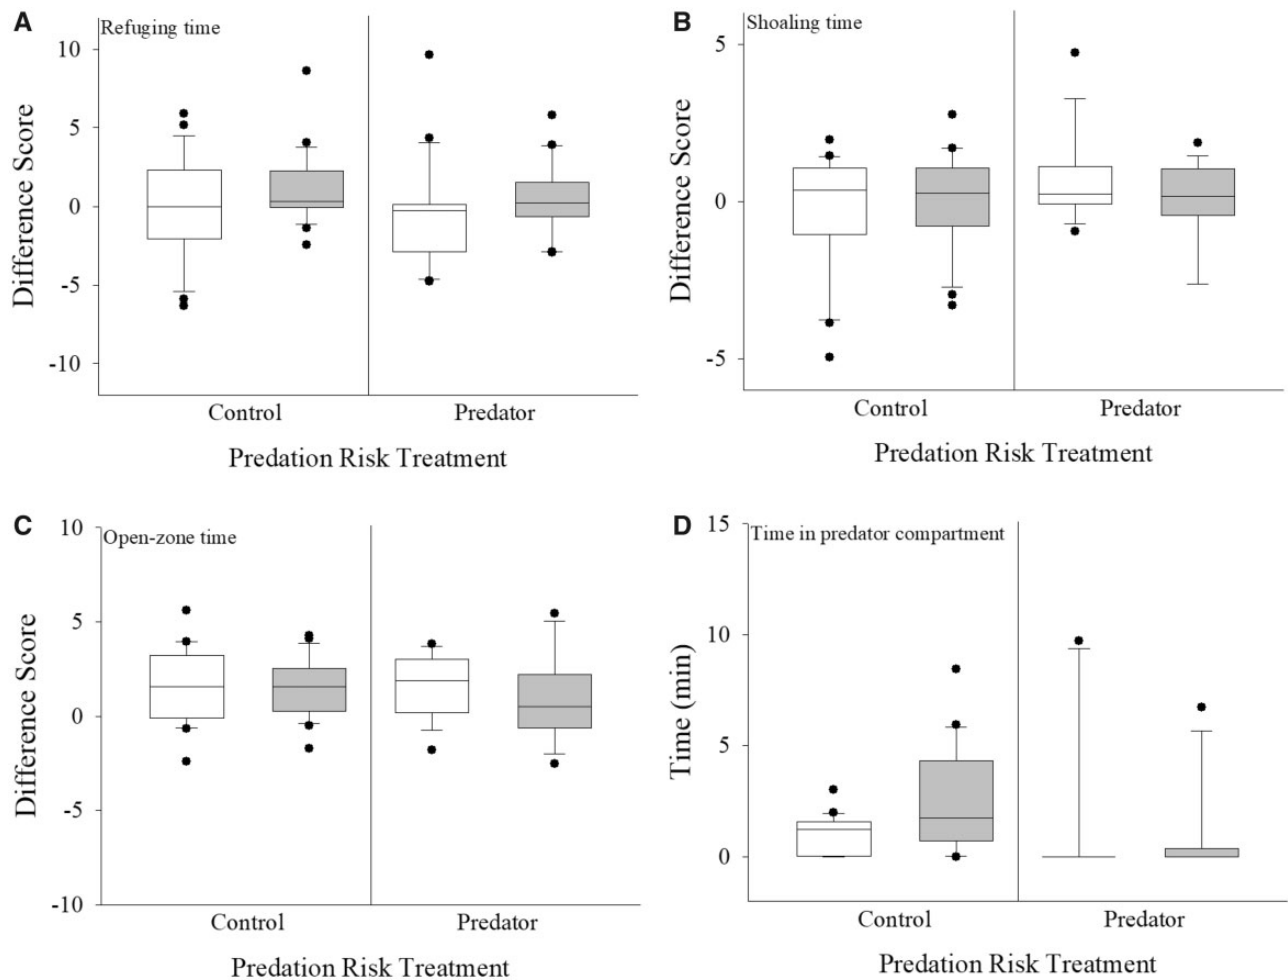 A
Refuging time
10
5
0
-5
-10
Difference Score
Control
Predator
Predation Risk Treatment
B
Shoaling time
5
0
-5
Difference Score
Control
Predator
Predation Risk Treatment
C
Open-zone time
10
5
0
-5
-10
Difference Score
Control
Predator
Predation Risk Treatment
D
Time in predator compartment
15
10
5
0
Time (min)
Control
Predator
Predation Risk Treatment